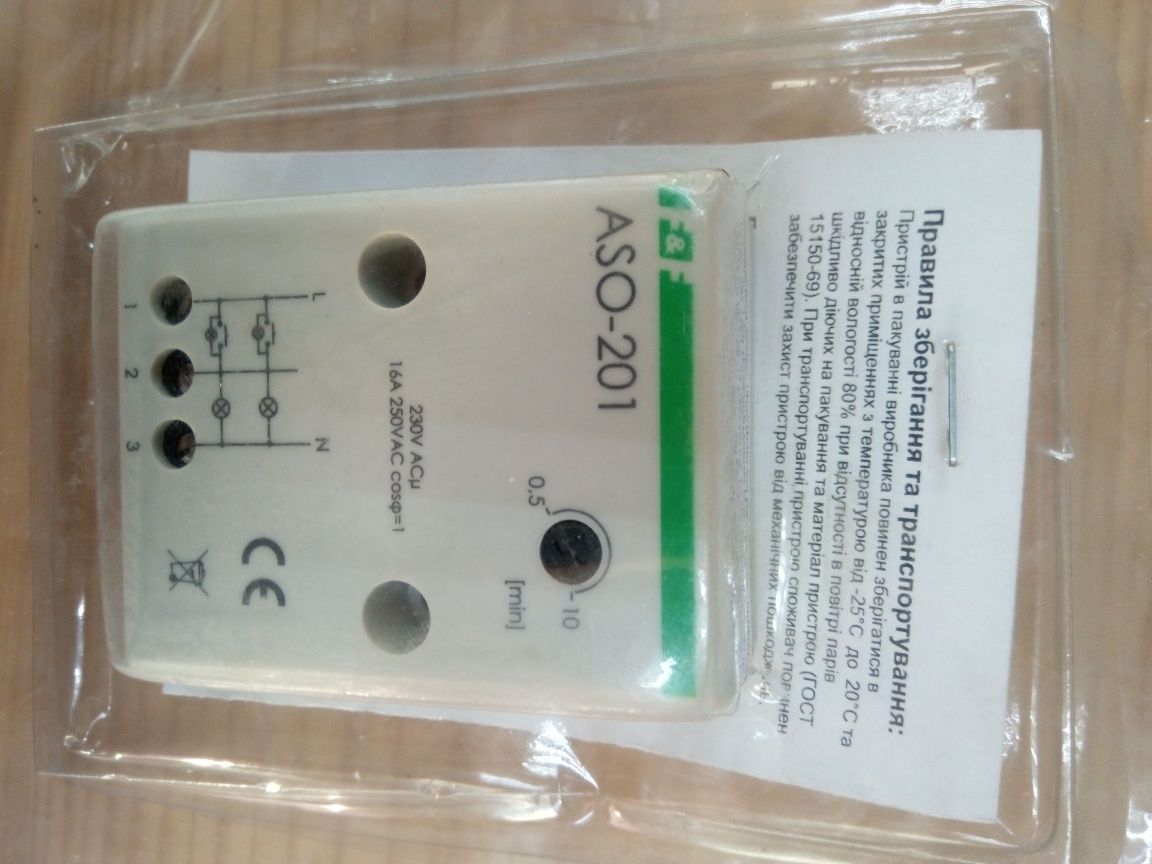 Правила зберігання та транспортування:
Пристрій в пакуванні виробника повинен зберігатися в
закритих приміщеннях з температурою від -25°C до 20°C та
відносній вологості 80% при відсутності в повітрі парів
шкідливо діючих на пакування та матеріал пристрою (ГОСТ
15150-69). При транспортуванні пристрою споживач повинен
забезпечити захист пристрою від механічних пошкоджень.
F&F
ASO-201
0,5
10
[min]
230V ACµ
16A 250VAC cosφ=1
CE
L
N
1
2
3